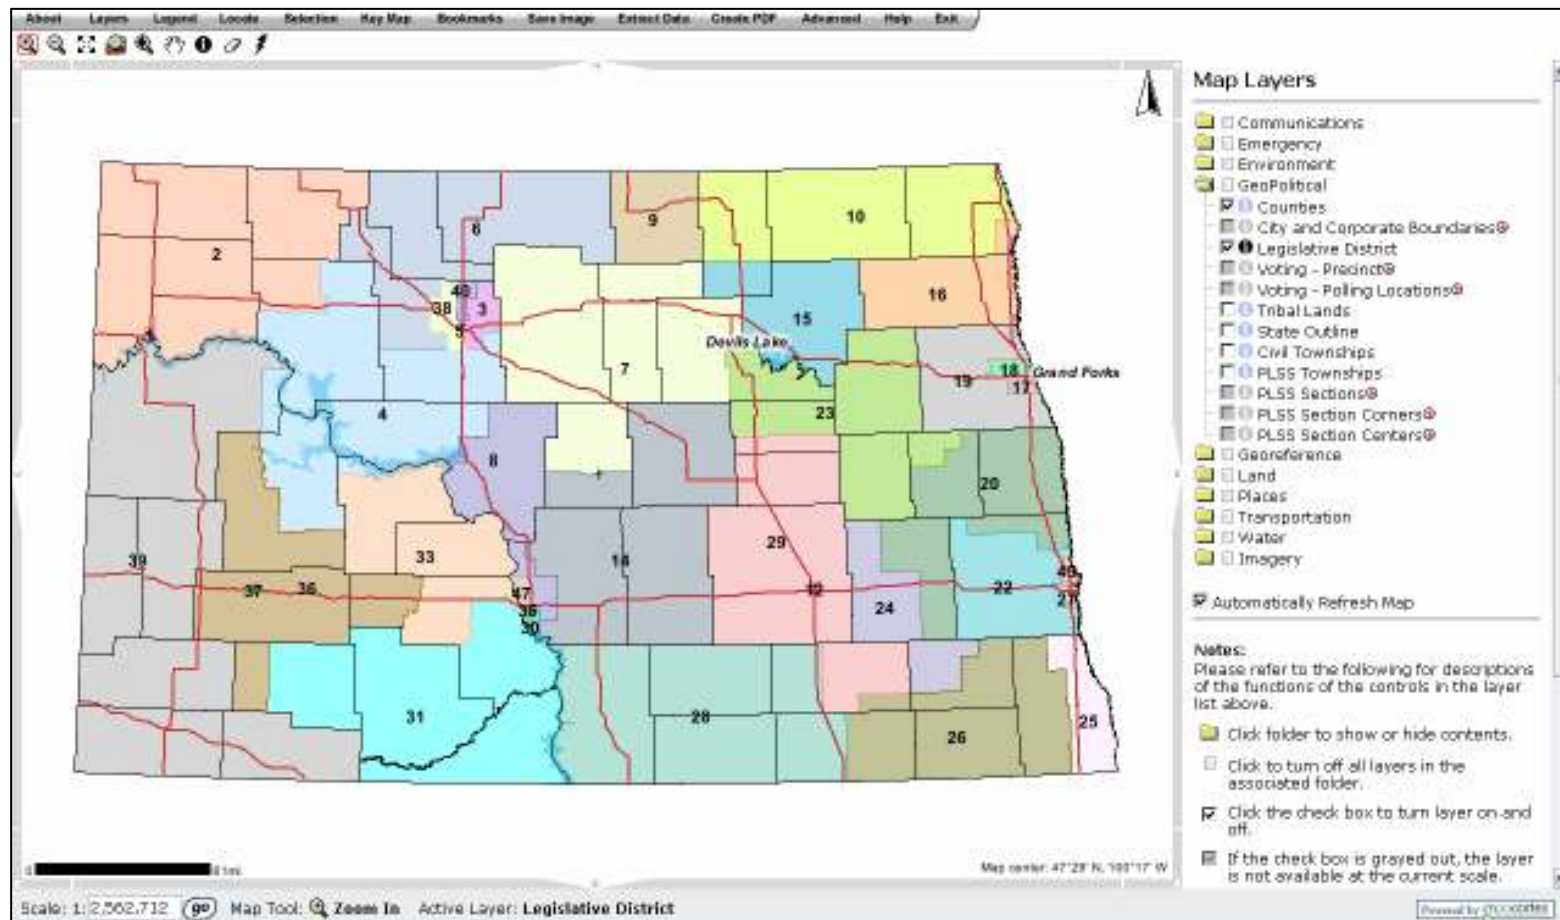 About Layers Legend Locate Selection Key Map Bookmarks Save Image Extract Data Create PDF Advanced Help Exit
Map Layers
Communications
Emergency
Environment
GeoPolitical
Counties
City and Corporate Boundaries
Legislative District
Voting - Precinct
Voting - Polling Locations
Tribal Lands
State Outline
Civil Townships
PLSS Townships
PLSS Sections
PLSS Section Corners
PLSS Section Centers
Georeference
Land
Places
Transportation
Water
Imagery
Automatically Refresh Map
Notes:
Please refer to the following for descriptions
of the functions of the controls in the layer
list above.
Click folder to show or hide contents.
Click to turn off all layers in the
associated folder.
Click the check box to turn layer on and
off.
If the check box is grayed out, the layer
is not available at the current scale.
2
6
9
10
40
38
3
5
16
15
Devils Lake
7
18
Grand Forks
19
17
4
23
8
20
33
14
29
39
37
36
47
30
12
22
24
31
28
26
25
0
Map center: 47°29' N, 100°17' W
Scale: 1:2,562,712 go Map Tool: Zoom In Active Layer: Legislative District
Powered by